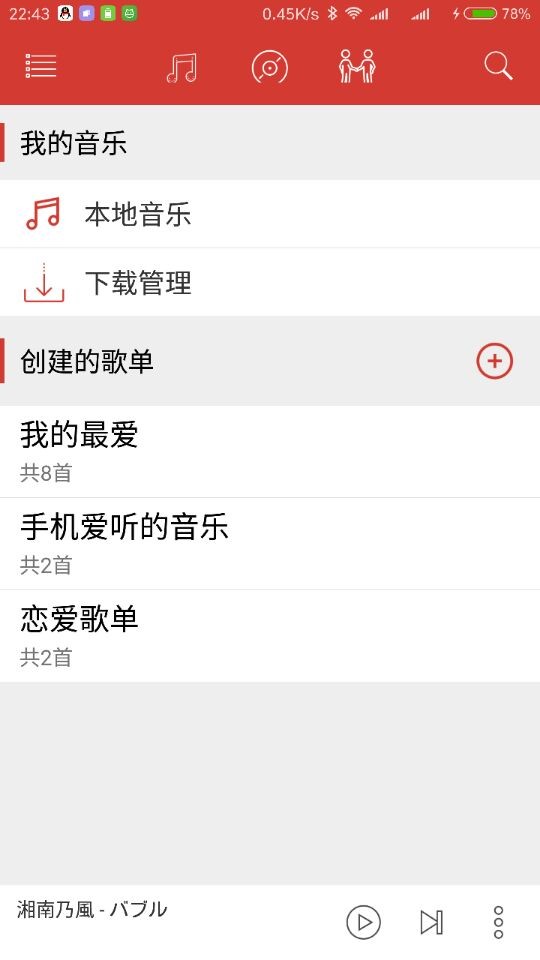 22:43 0.45K/s 78%
我的音乐
本地音乐
下载管理
创建的歌单
我的最爱
共8首
手机爱听的音乐
共2首
恋爱歌单
共2首
湘南乃風 - バブル